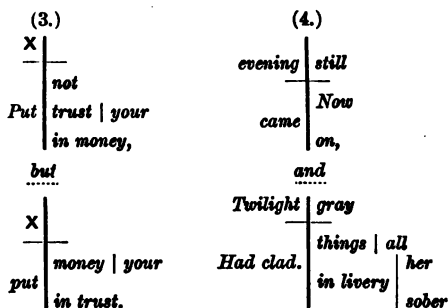 (3.) (4.)
X
not
Put trust | your
in money,
but
X
put money | your
in trust.
evening still
Now
came
on,
and
Twilight gray
things | all
Had clad. her
in livery
sober